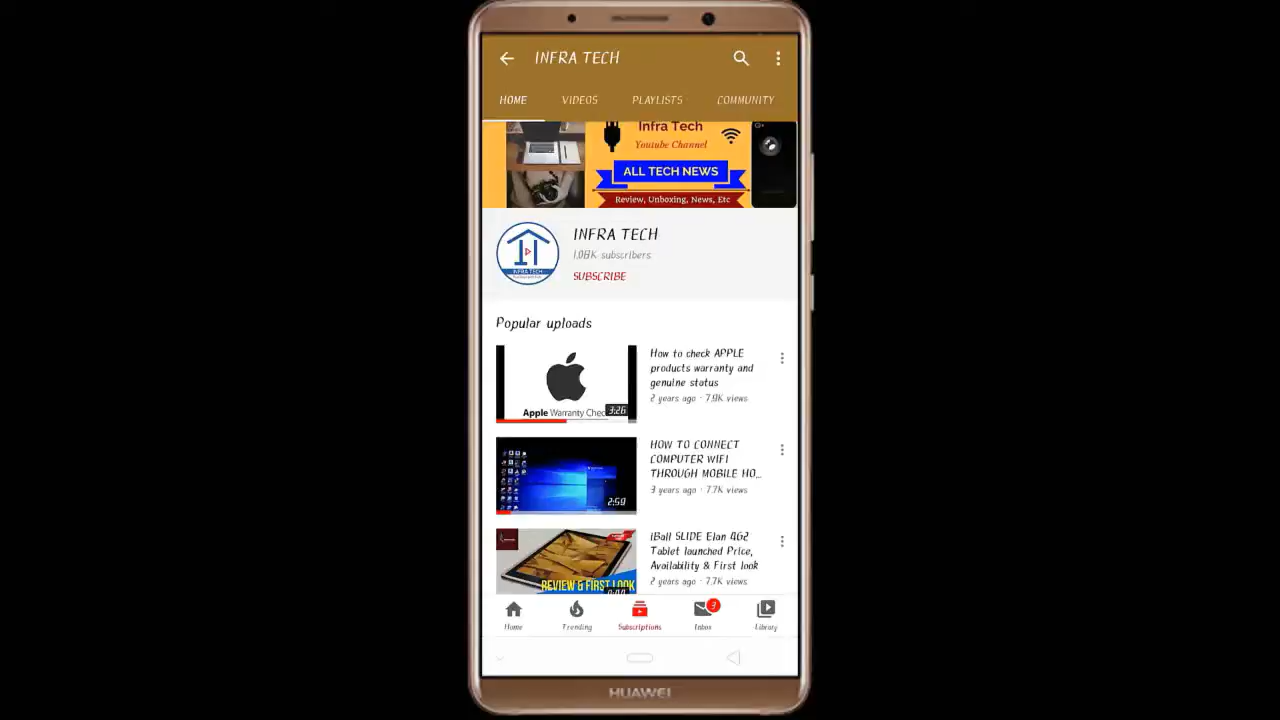 INFRA TECH
HOME VIDEOS PLAYLISTS COMMUNITY
Infra Tech
Youtube Channel
ALL TECH NEWS
Review, Unboxing, News, Etc
INFRA TECH
INFRA TECH
1.08K subscribers
SUBSCRIBE
Popular uploads
How to check APPLE
products warranty and
genuine status
2 years ago · 7.9K views
Apple Warranty Chec
3:26
HOW TO CONNECT
COMPUTER WIFI
THROUGH MOBILE HO...
3 years ago · 7.7K views
2:59
iBall SLIDE Elan 4G2
Tablet launched Price,
Availability & First look
2 years ago · 7.7K views
REVIEW & FIRST LOOK
Home Trending Subscriptions Inbox Library
3
HUAWEI